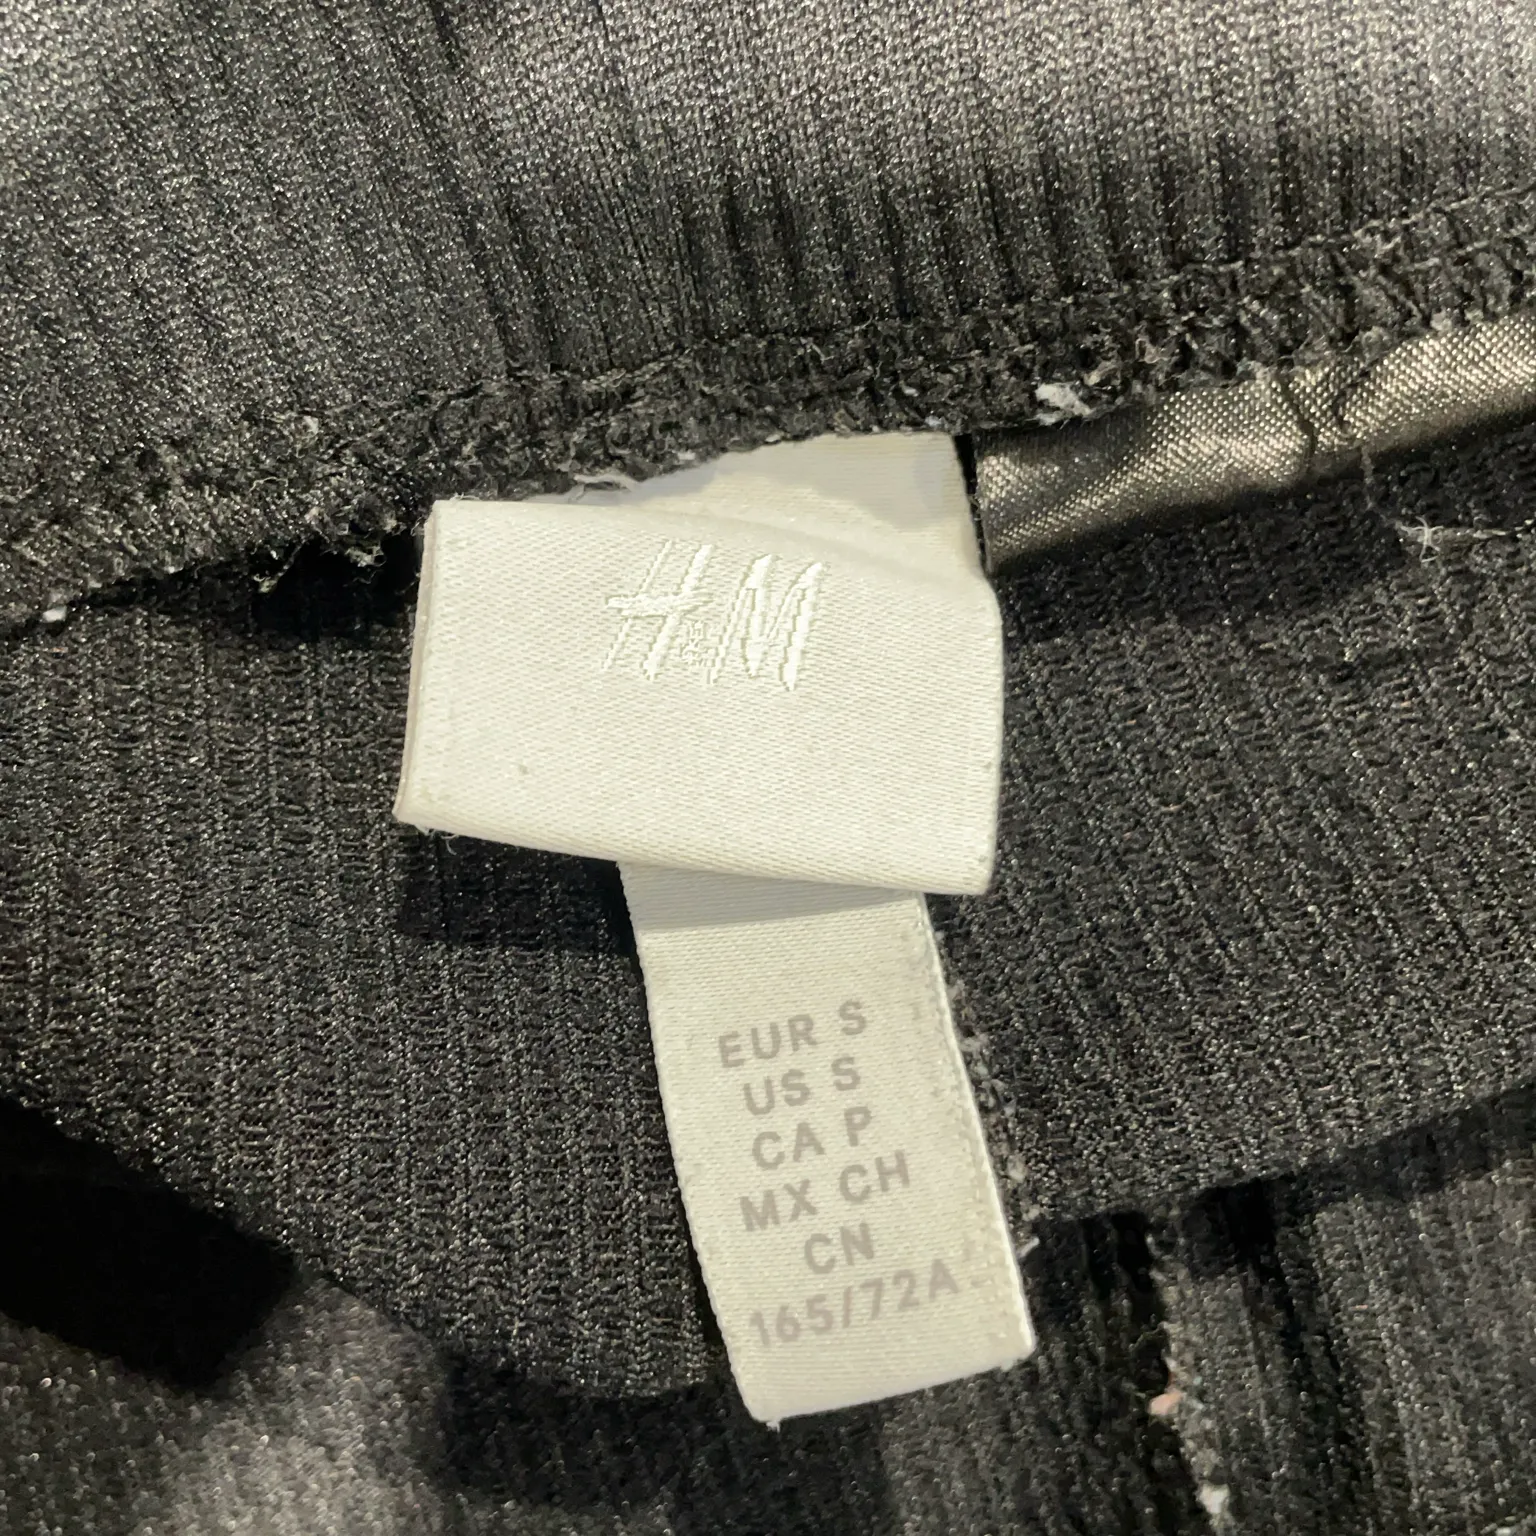 H&M
EUR S
US S
CA P
MX CH
CN
165/72A